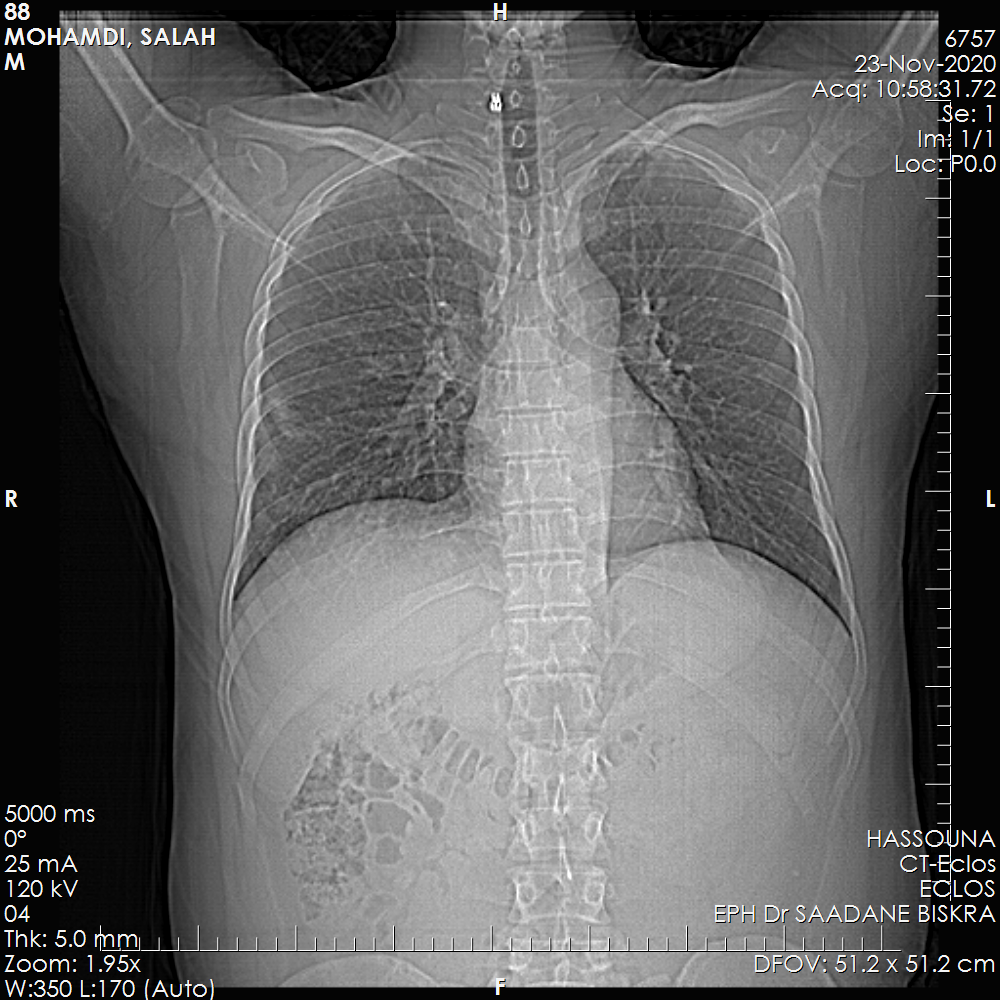 88
MOHAMDI, SALAH
M
H
6757
23-Nov-2020
Acq: 10:58:31.72
Se: 1
Im: 1/1
Loc: P0.0
R
L
5000 ms
0°
25 mA
120 kV
04
Thk: 5.0 mm
Zoom: 1.95x
W:350 L:170 (Auto)
F
HASSOUNA
CT-Eclos
ECLOS
EPH Dr SAADANE BISKRA
DFOV: 51.2 x 51.2 cm